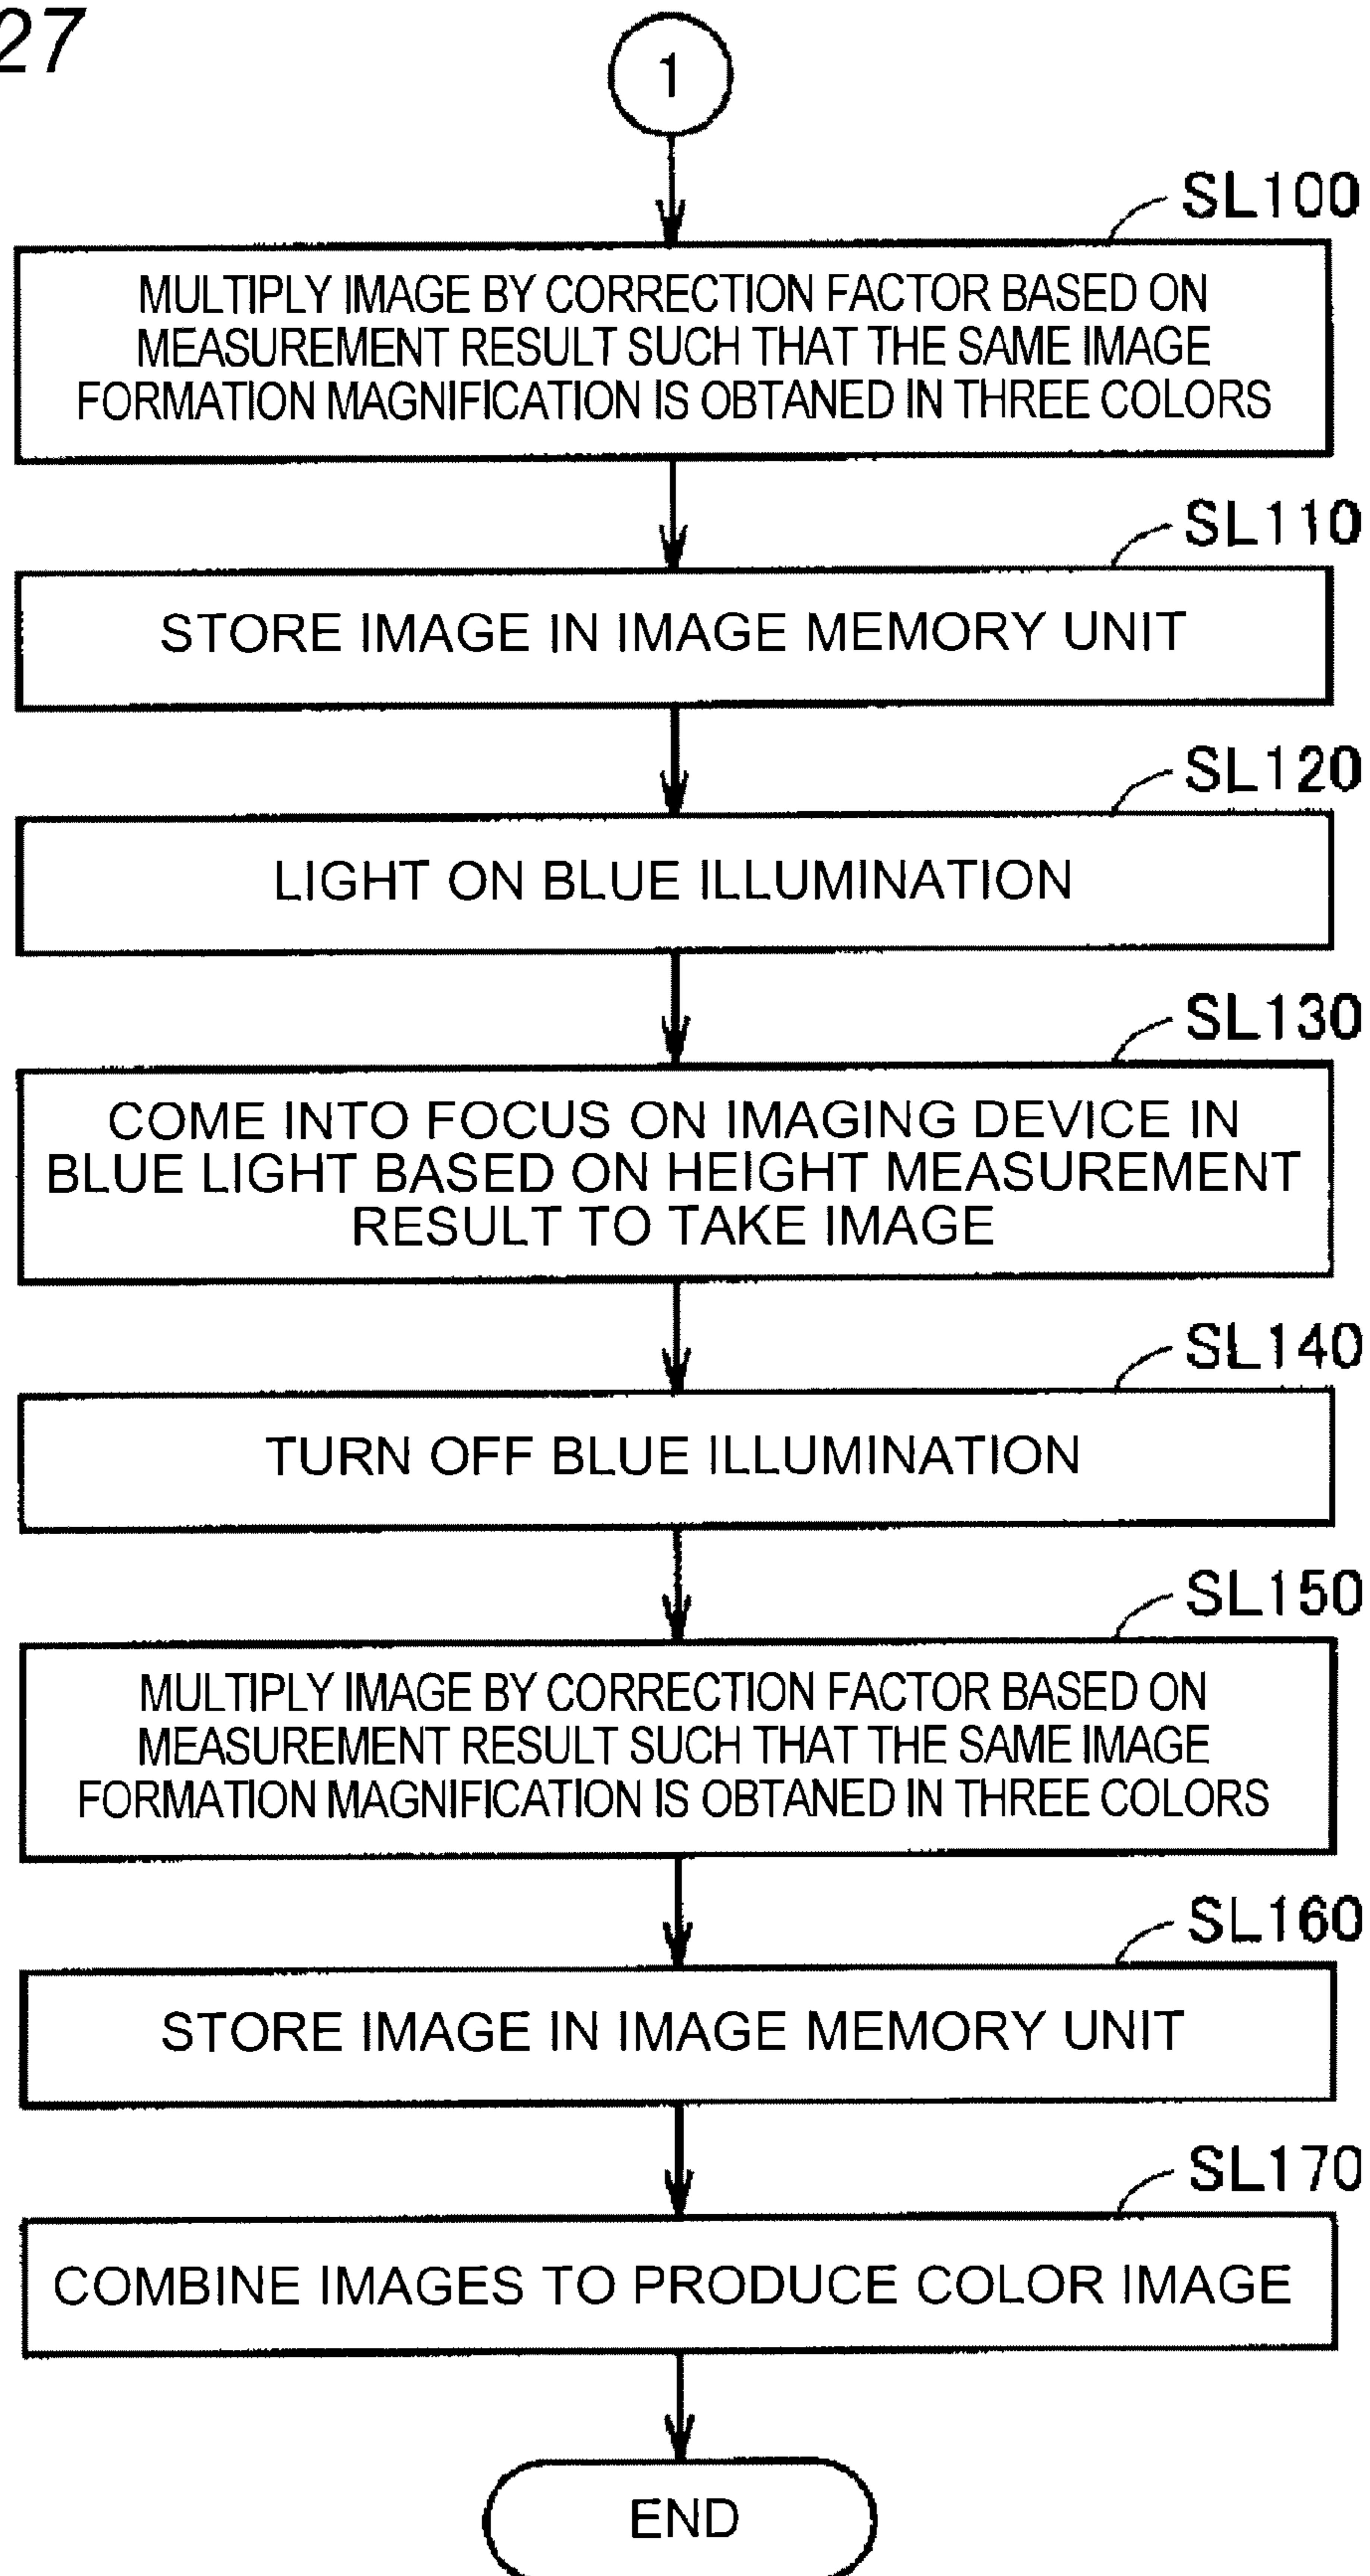 27
1
SL100
MULTIPLY IMAGE BY CORRECTION FACTOR BASED ON
MEASUREMENT RESULT SUCH THAT THE SAME IMAGE
FORMATION MAGNIFICATION IS OBTANED IN THREE COLORS
SL110
STORE IMAGE IN IMAGE MEMORY UNIT
SL120
LIGHT ON BLUE ILLUMINATION
SL130
COME INTO FOCUS ON IMAGING DEVICE IN
BLUE LIGHT BASED ON HEIGHT MEASUREMENT
RESULT TO TAKE IMAGE
SL140
TURN OFF BLUE ILLUMINATION
SL150
MULTIPLY IMAGE BY CORRECTION FACTOR BASED ON
MEASUREMENT RESULT SUCH THAT THE SAME IMAGE
FORMATION MAGNIFICATION IS OBTANED IN THREE COLORS
SL160
STORE IMAGE IN IMAGE MEMORY UNIT
SL170
COMBINE IMAGES TO PRODUCE COLOR IMAGE
END